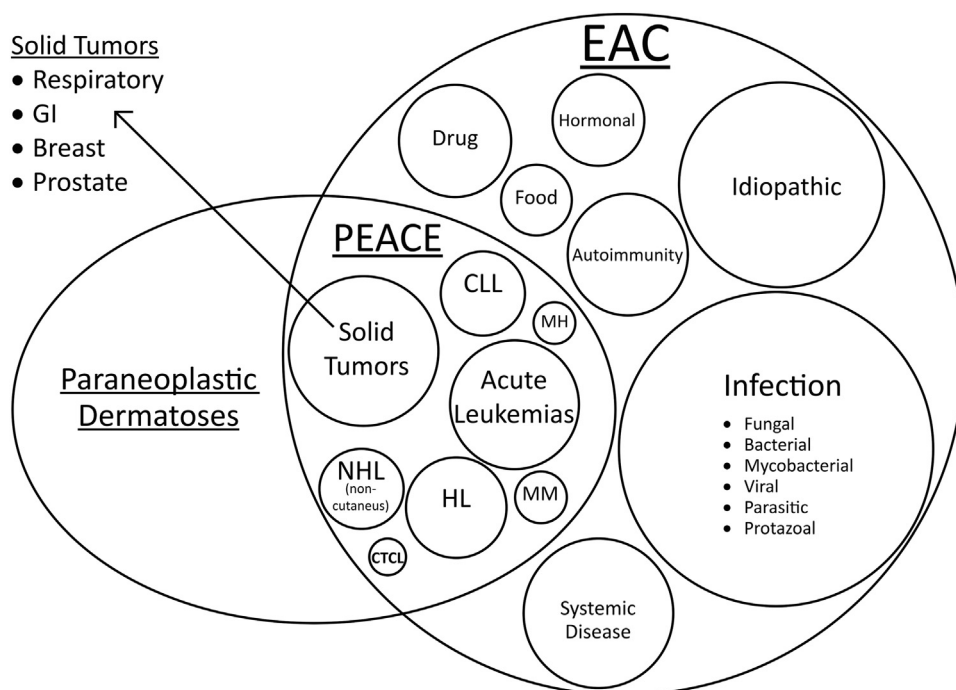 Solid Tumors
• Respiratory
• GI
• Breast
• Prostate
EAC
Drug
Hormonal
Food
Idiopathic
Autoimmunity
PEACE
CLL
MH
Solid
Tumors
Acute
Leukemias
Paraneoplastic
Dermatoses
NHL
(non-
cutaneus)
HL
MM
CTCL
Infection
• Fungal
• Bacterial
• Mycobacterial
• Viral
• Parasitic
• Protazoal
Systemic
Disease